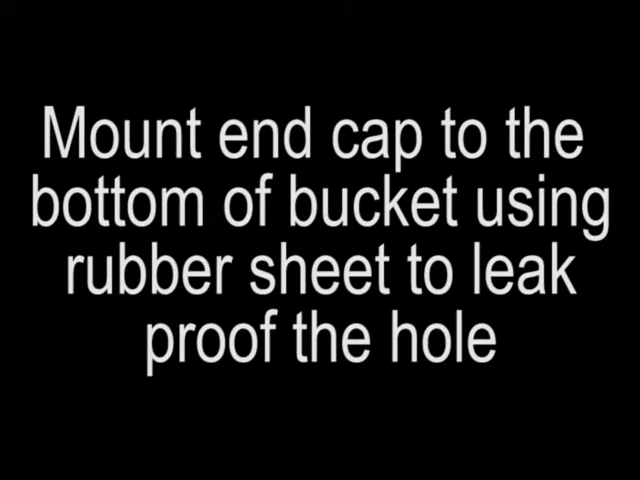 Mount end cap to the
bottom of bucket using
rubber sheet to leak
proof the hole